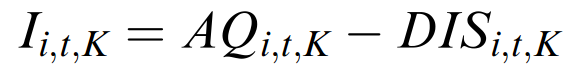 I_{i,t,K} = AQ_{i,t,K} − DIS_{i,t,K}